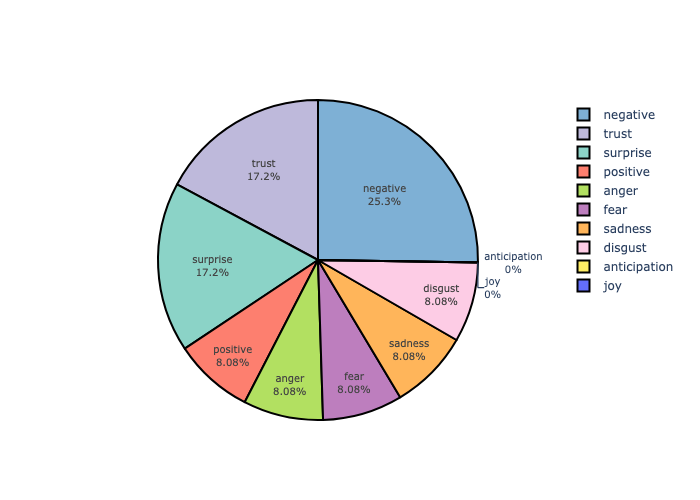 negative
25.3%
trust
17.2%
surprise
17.2%
positive
8.08%
anger
8.08%
fear
8.08%
sadness
8.08%
disgust
8.08%
anticipation
0%
joy
0%
negative
trust
surprise
positive
anger
fear
sadness
disgust
anticipation
joy